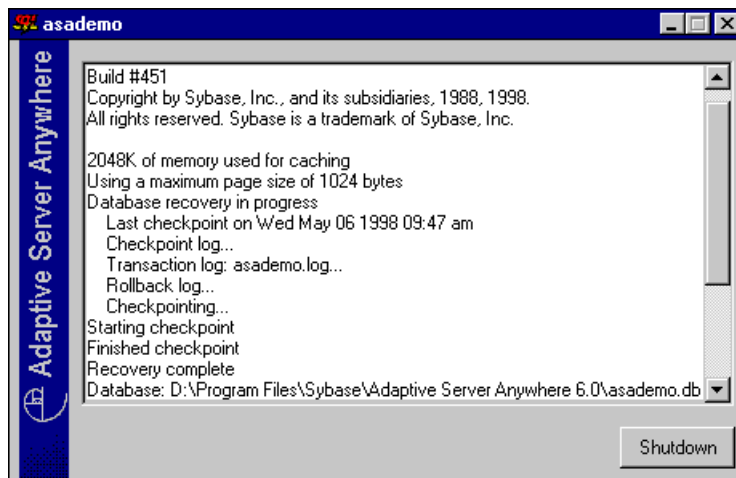 asademo
Adaptive Server Anywhere
Build #451
Copyright by Sybase, Inc., and its subsidiaries, 1988, 1998.
All rights reserved. Sybase is a trademark of Sybase, Inc.
2048K of memory used for caching
Using a maximum page size of 1024 bytes
Database recovery in progress
Last checkpoint on Wed May 06 1998 09:47 am
Checkpoint log...
Transaction log: asademo.log...
Rollback log...
Checkpointing...
Starting checkpoint
Finished checkpoint
Recovery complete
Database: D:\Program Files\Sybase\Adaptive Server Anywhere 6.0\asademo.db
Shutdown